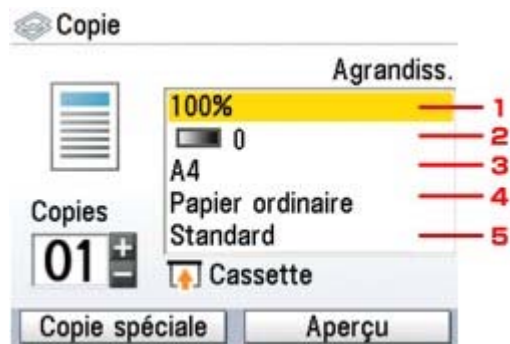 Copie
Agrandiss.
100% 1
0 2
A4 3
Papier ordinaire 4
Standard 5
Copies
01 + -
Cassette
Copie spéciale Aperçu